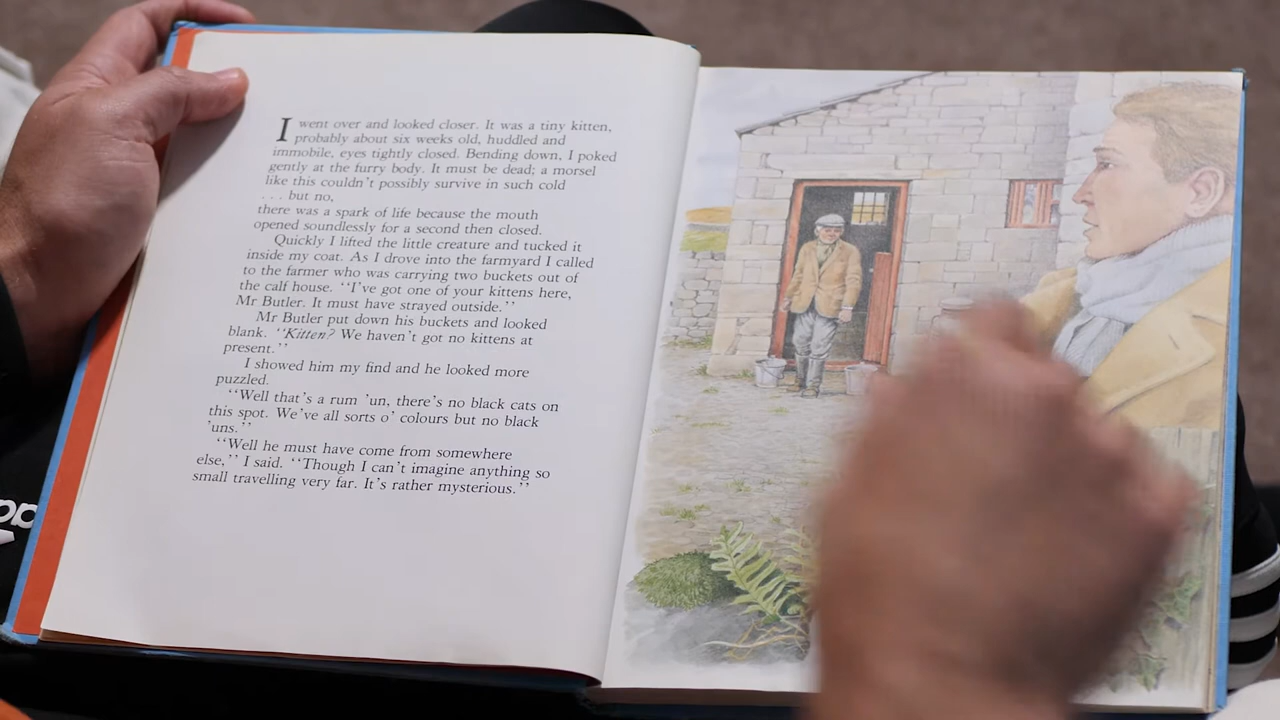 I went over and looked closer. It was a tiny kitten,
probably about six weeks old, huddled and
immobile, eyes tightly closed. Bending down, I poked
gently at the furry body. It must be dead; a morsel
like this couldn't possibly survive in such cold
. . . but no,
there was a spark of life because the mouth
opened soundlessly for a second then closed.
Quickly I lifted the little creature and tucked it
inside my coat. As I drove into the farmyard I called
to the farmer who was carrying two buckets out of
the calf house. ‘‘I've got one of your kittens here,
Mr Butler. It must have strayed outside.’’
Mr Butler put down his buckets and looked
blank. ‘‘Kitten? We haven't got no kittens at
present.’’
I showed him my find and he looked more
puzzled.
‘‘Well that's a rum 'un, there's no black cats on
this spot. We've all sorts o' colours but no black
'uns.’’
‘‘Well he must have come from somewhere
else,’’ I said. ‘‘Though I can't imagine anything so
small travelling very far. It's rather mysterious.’’